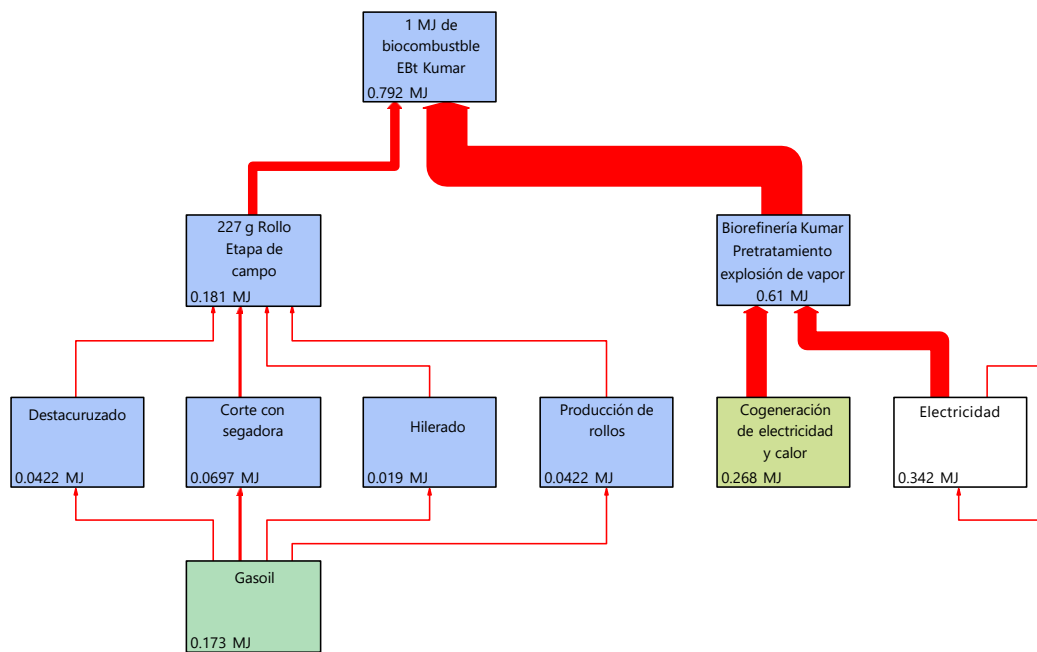 1 MJ de
biocombustble
EBt Kumar
0.792 MJ
227 g Rollo
Etapa de
campo
0.181 MJ
Biorefinería Kumar
Pretratamiento
explosión de vapor
0.61 MJ
Destacuruzado
0.0422 MJ
Corte con
segadora
0.0697 MJ
Hilerado
0.019 MJ
Producción de
rollos
0.0422 MJ
Cogeneración
de electricidad
y calor
0.268 MJ
Electricidad
0.342 MJ
Gasoil
0.173 MJ